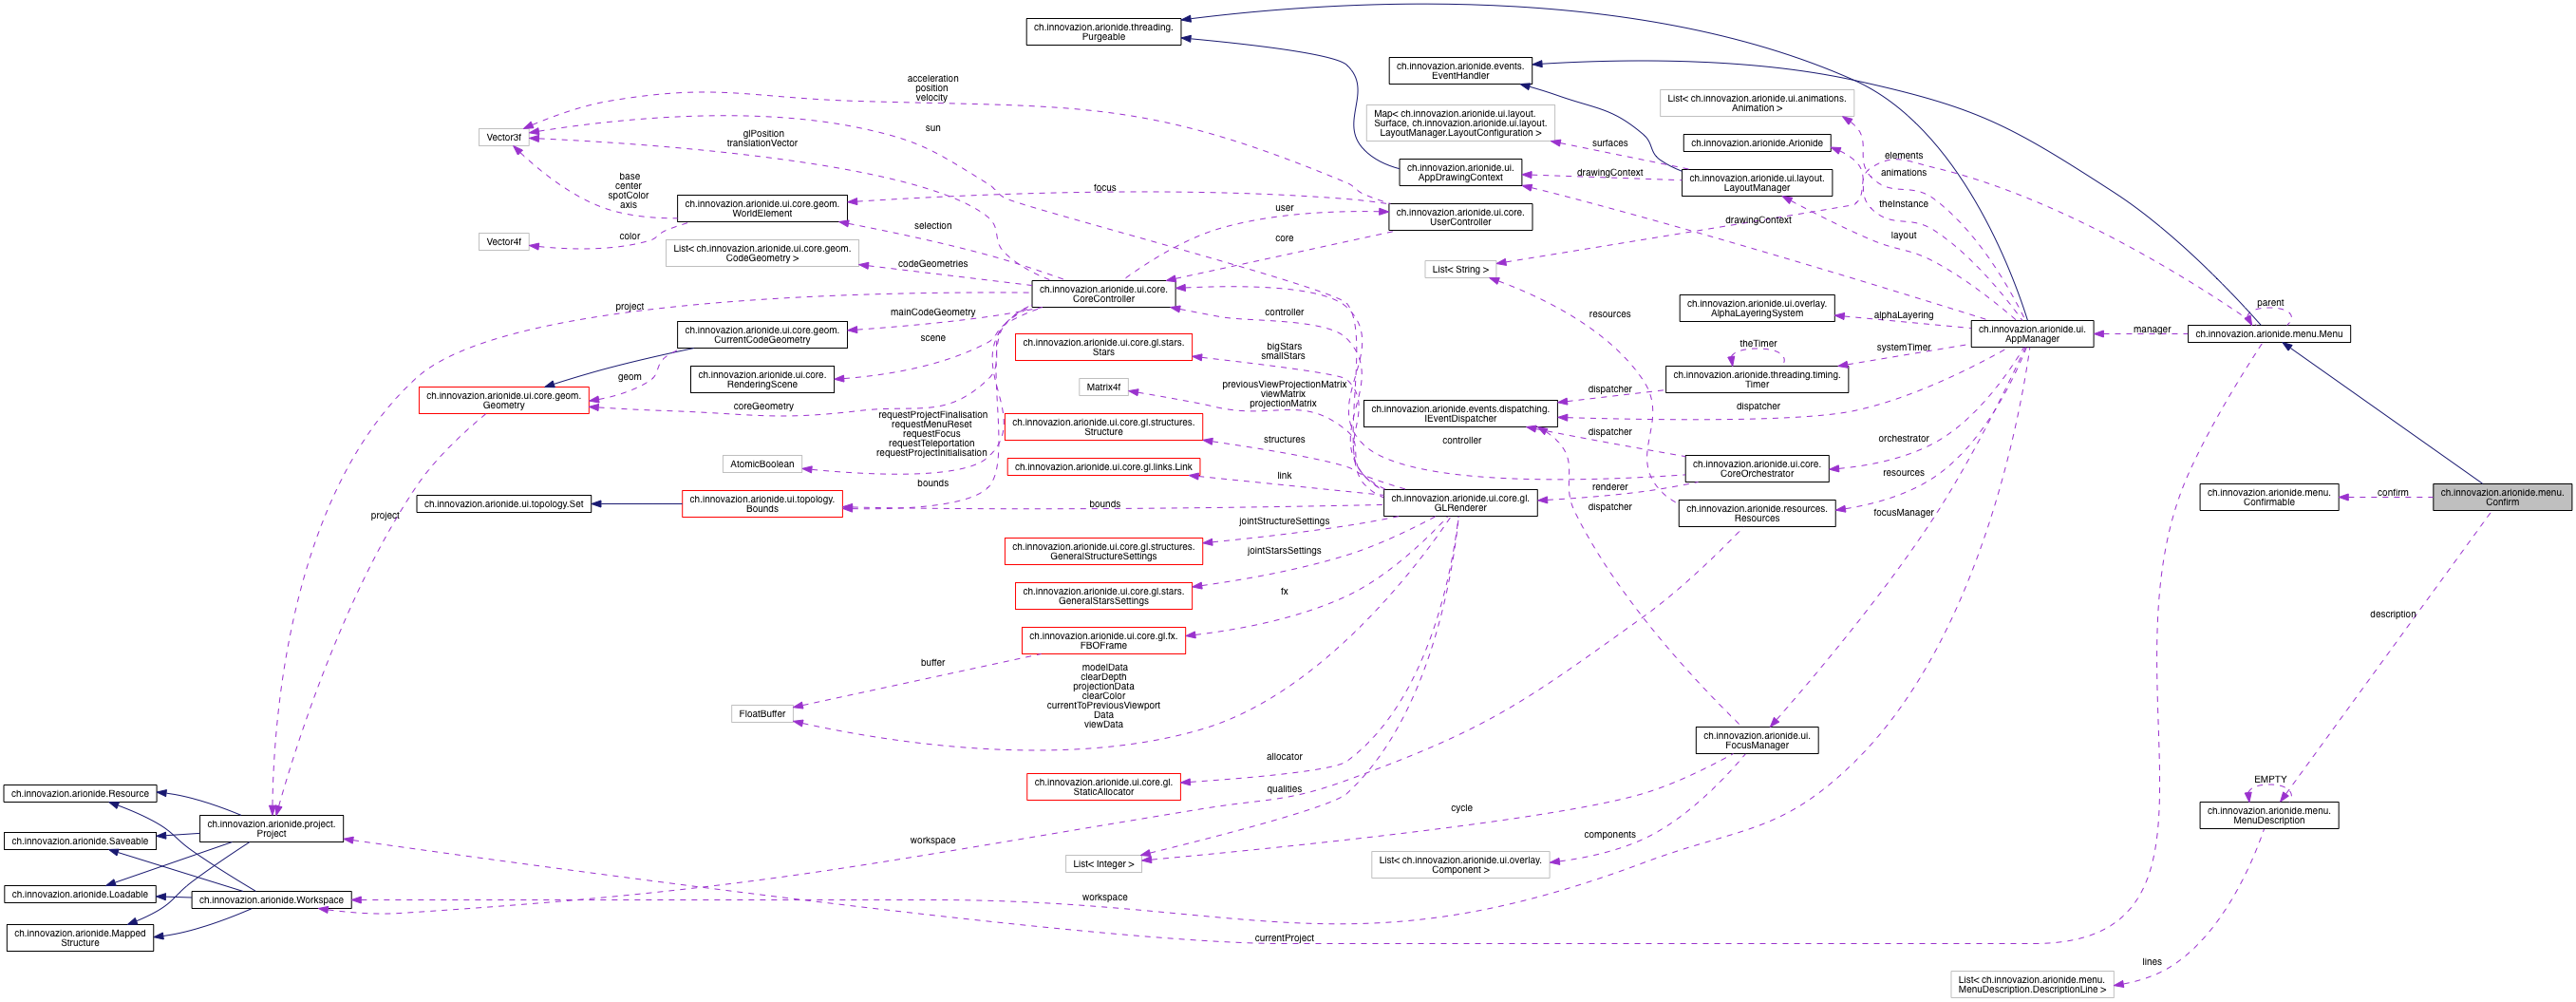 ch.innovazion.arionide.threading.
Purgeable
ch.innovazion.arionide.events.
EventHandler
acceleration
position
velocity
List< ch.innovazion.arionide.ui.animations.
Animation >
Map< ch.innovazion.arionide.ui.layout.
Surface, ch.innovazion.arionide.ui.layout.
LayoutManager.LayoutConfiguration >
sun
Vector3f
glPosition
translationVector
surfaces
ch.innovazion.arionide.Arionide
elements
ch.innovazion.arionide.ui.
AppDrawingContext
drawingContext
ch.innovazion.arionide.ui.layout.
LayoutManager
animations
base
center
spotColor
axis
focus
ch.innovazion.arionide.ui.core.geom.
WorldElement
user
ch.innovazion.arionide.ui.core.
UserController
theInstance
drawingContext
selection
color
Vector4f
core
layout
List< ch.innovazion.arionide.ui.core.geom.
CodeGeometry >
codeGeometries
List< String >
ch.innovazion.arionide.ui.core.
CoreController
project
mainCodeGeometry
controller
resources
ch.innovazion.arionide.ui.overlay.
AlphaLayeringSystem
alphaLayering
parent
ch.innovazion.arionide.ui.
AppManager
manager
ch.innovazion.arionide.menu.Menu
ch.innovazion.arionide.ui.core.geom.
CurrentCodeGeometry
scene
ch.innovazion.arionide.ui.core.gl.stars.
Stars
bigStars
smallStars
theTimer
systemTimer
geom
ch.innovazion.arionide.ui.core.
RenderingScene
ch.innovazion.arionide.threading.timing.
Timer
Matrix4f
previousViewProjectionMatrix
viewMatrix
projectionMatrix
dispatcher
ch.innovazion.arionide.ui.core.geom.
Geometry
coreGeometry
ch.innovazion.arionide.events.dispatching.
IEventDispatcher
dispatcher
requestProjectFinalisation
requestMenuReset
requestFocus
requestTeleportation
requestProjectInitialisation
ch.innovazion.arionide.ui.core.gl.structures.
Structure
structures
controller
dispatcher
orchestrator
AtomicBoolean
ch.innovazion.arionide.ui.core.gl.links.Link
link
ch.innovazion.arionide.ui.core.
CoreOrchestrator
resources
bounds
renderer
ch.innovazion.arionide.menu.
Confirmable
confirm
ch.innovazion.arionide.menu.
Confirm
ch.innovazion.arionide.ui.topology.Set
ch.innovazion.arionide.ui.topology.
Bounds
bounds
ch.innovazion.arionide.ui.core.gl.
GLRenderer
dispatcher
ch.innovazion.arionide.resources.
Resources
focusManager
project
jointStructureSettings
ch.innovazion.arionide.ui.core.gl.structures.
GeneralStructureSettings
jointStarsSettings
ch.innovazion.arionide.ui.core.gl.stars.
GeneralStarsSettings
fx
description
ch.innovazion.arionide.ui.core.gl.fx.
FBOFrame
buffer
modelData
clearDepth
projectionData
clearColor
currentToPreviousViewport
Data
viewData
FloatBuffer
ch.innovazion.arionide.ui.
FocusManager
allocator
ch.innovazion.arionide.ui.core.gl.
StaticAllocator
qualities
EMPTY
ch.innovazion.arionide.Resource
cycle
ch.innovazion.arionide.menu.
MenuDescription
ch.innovazion.arionide.project.
Project
ch.innovazion.arionide.Saveable
workspace
components
List< Integer >
List< ch.innovazion.arionide.ui.overlay.
Component >
ch.innovazion.arionide.Loadable
ch.innovazion.arionide.Workspace
workspace
ch.innovazion.arionide.Mapped
Structure
currentProject
lines
List< ch.innovazion.arionide.menu.
MenuDescription.DescriptionLine >